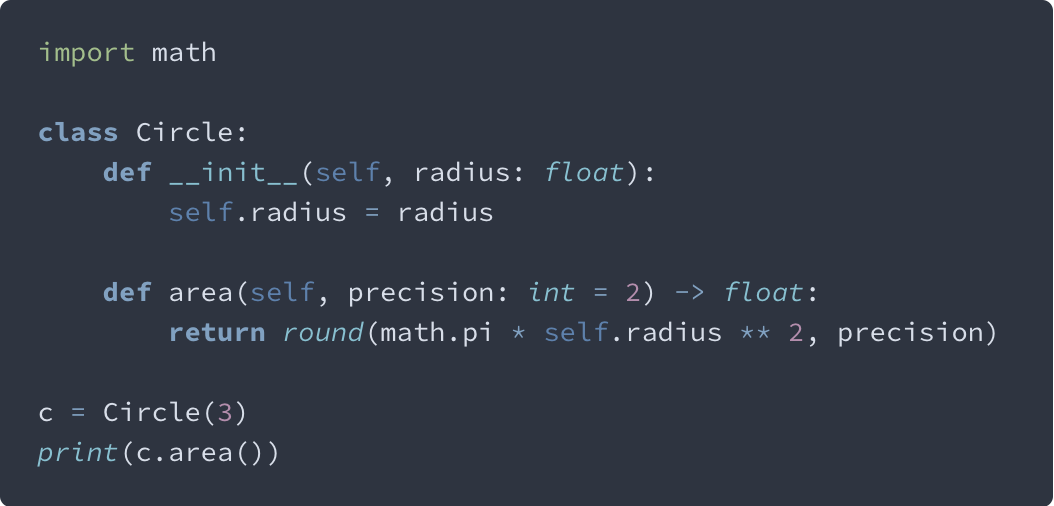 import math

class Circle:
    def __init__(self, radius: float):
        self.radius = radius

    def area(self, precision: int = 2) -> float:
        return round(math.pi * self.radius ** 2, precision)

c = Circle(3)
print(c.area())